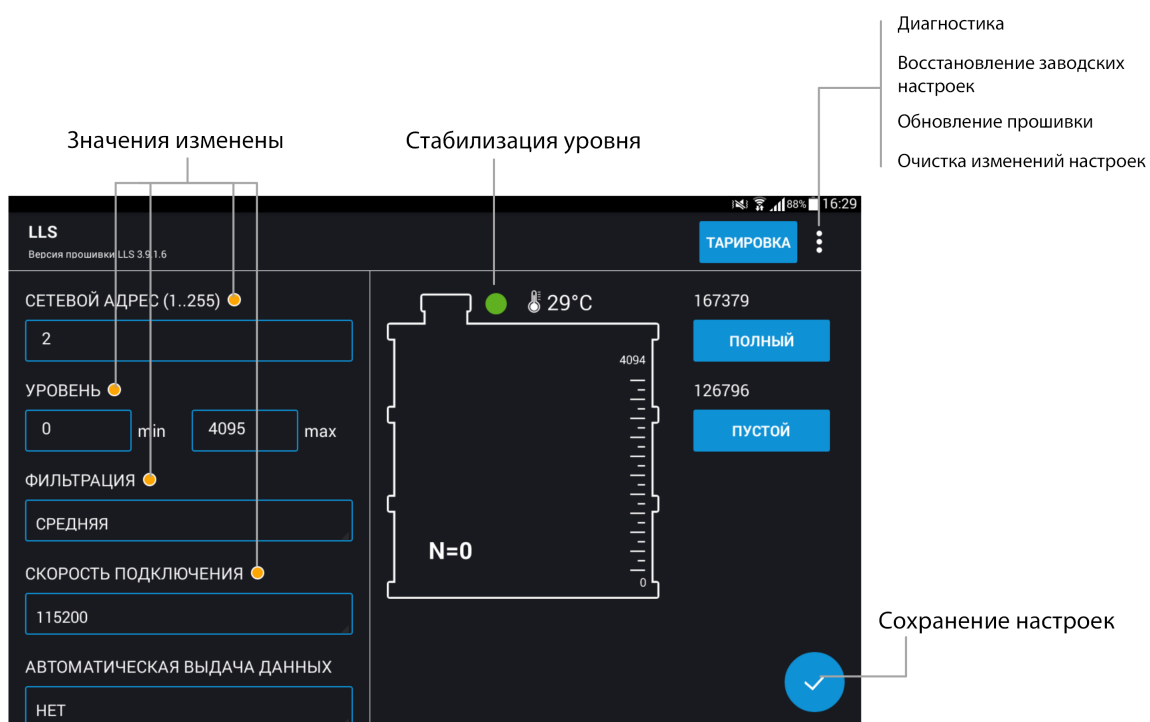 Диагностика
Восстановление заводских
настроек
Обновление прошивки
Очистка изменений настроек
Значения изменены
Стабилизация уровня
88% 16:29
LLS
Версия прошивки LLS 3.9.1.6
ТАРИРОВКА
СЕТЕВОЙ АДРЕС (1..255)
2
УРОВЕНЬ
0 min 4095 max
ФИЛЬТРАЦИЯ
СРЕДНЯЯ
СКОРОСТЬ ПОДКЛЮЧЕНИЯ
115200
АВТОМАТИЧЕСКАЯ ВЫДАЧА ДАННЫХ
НЕТ
29°C
4094
N=0
0
167379
ПОЛНЫЙ
126796
ПУСТОЙ
Сохранение настроек